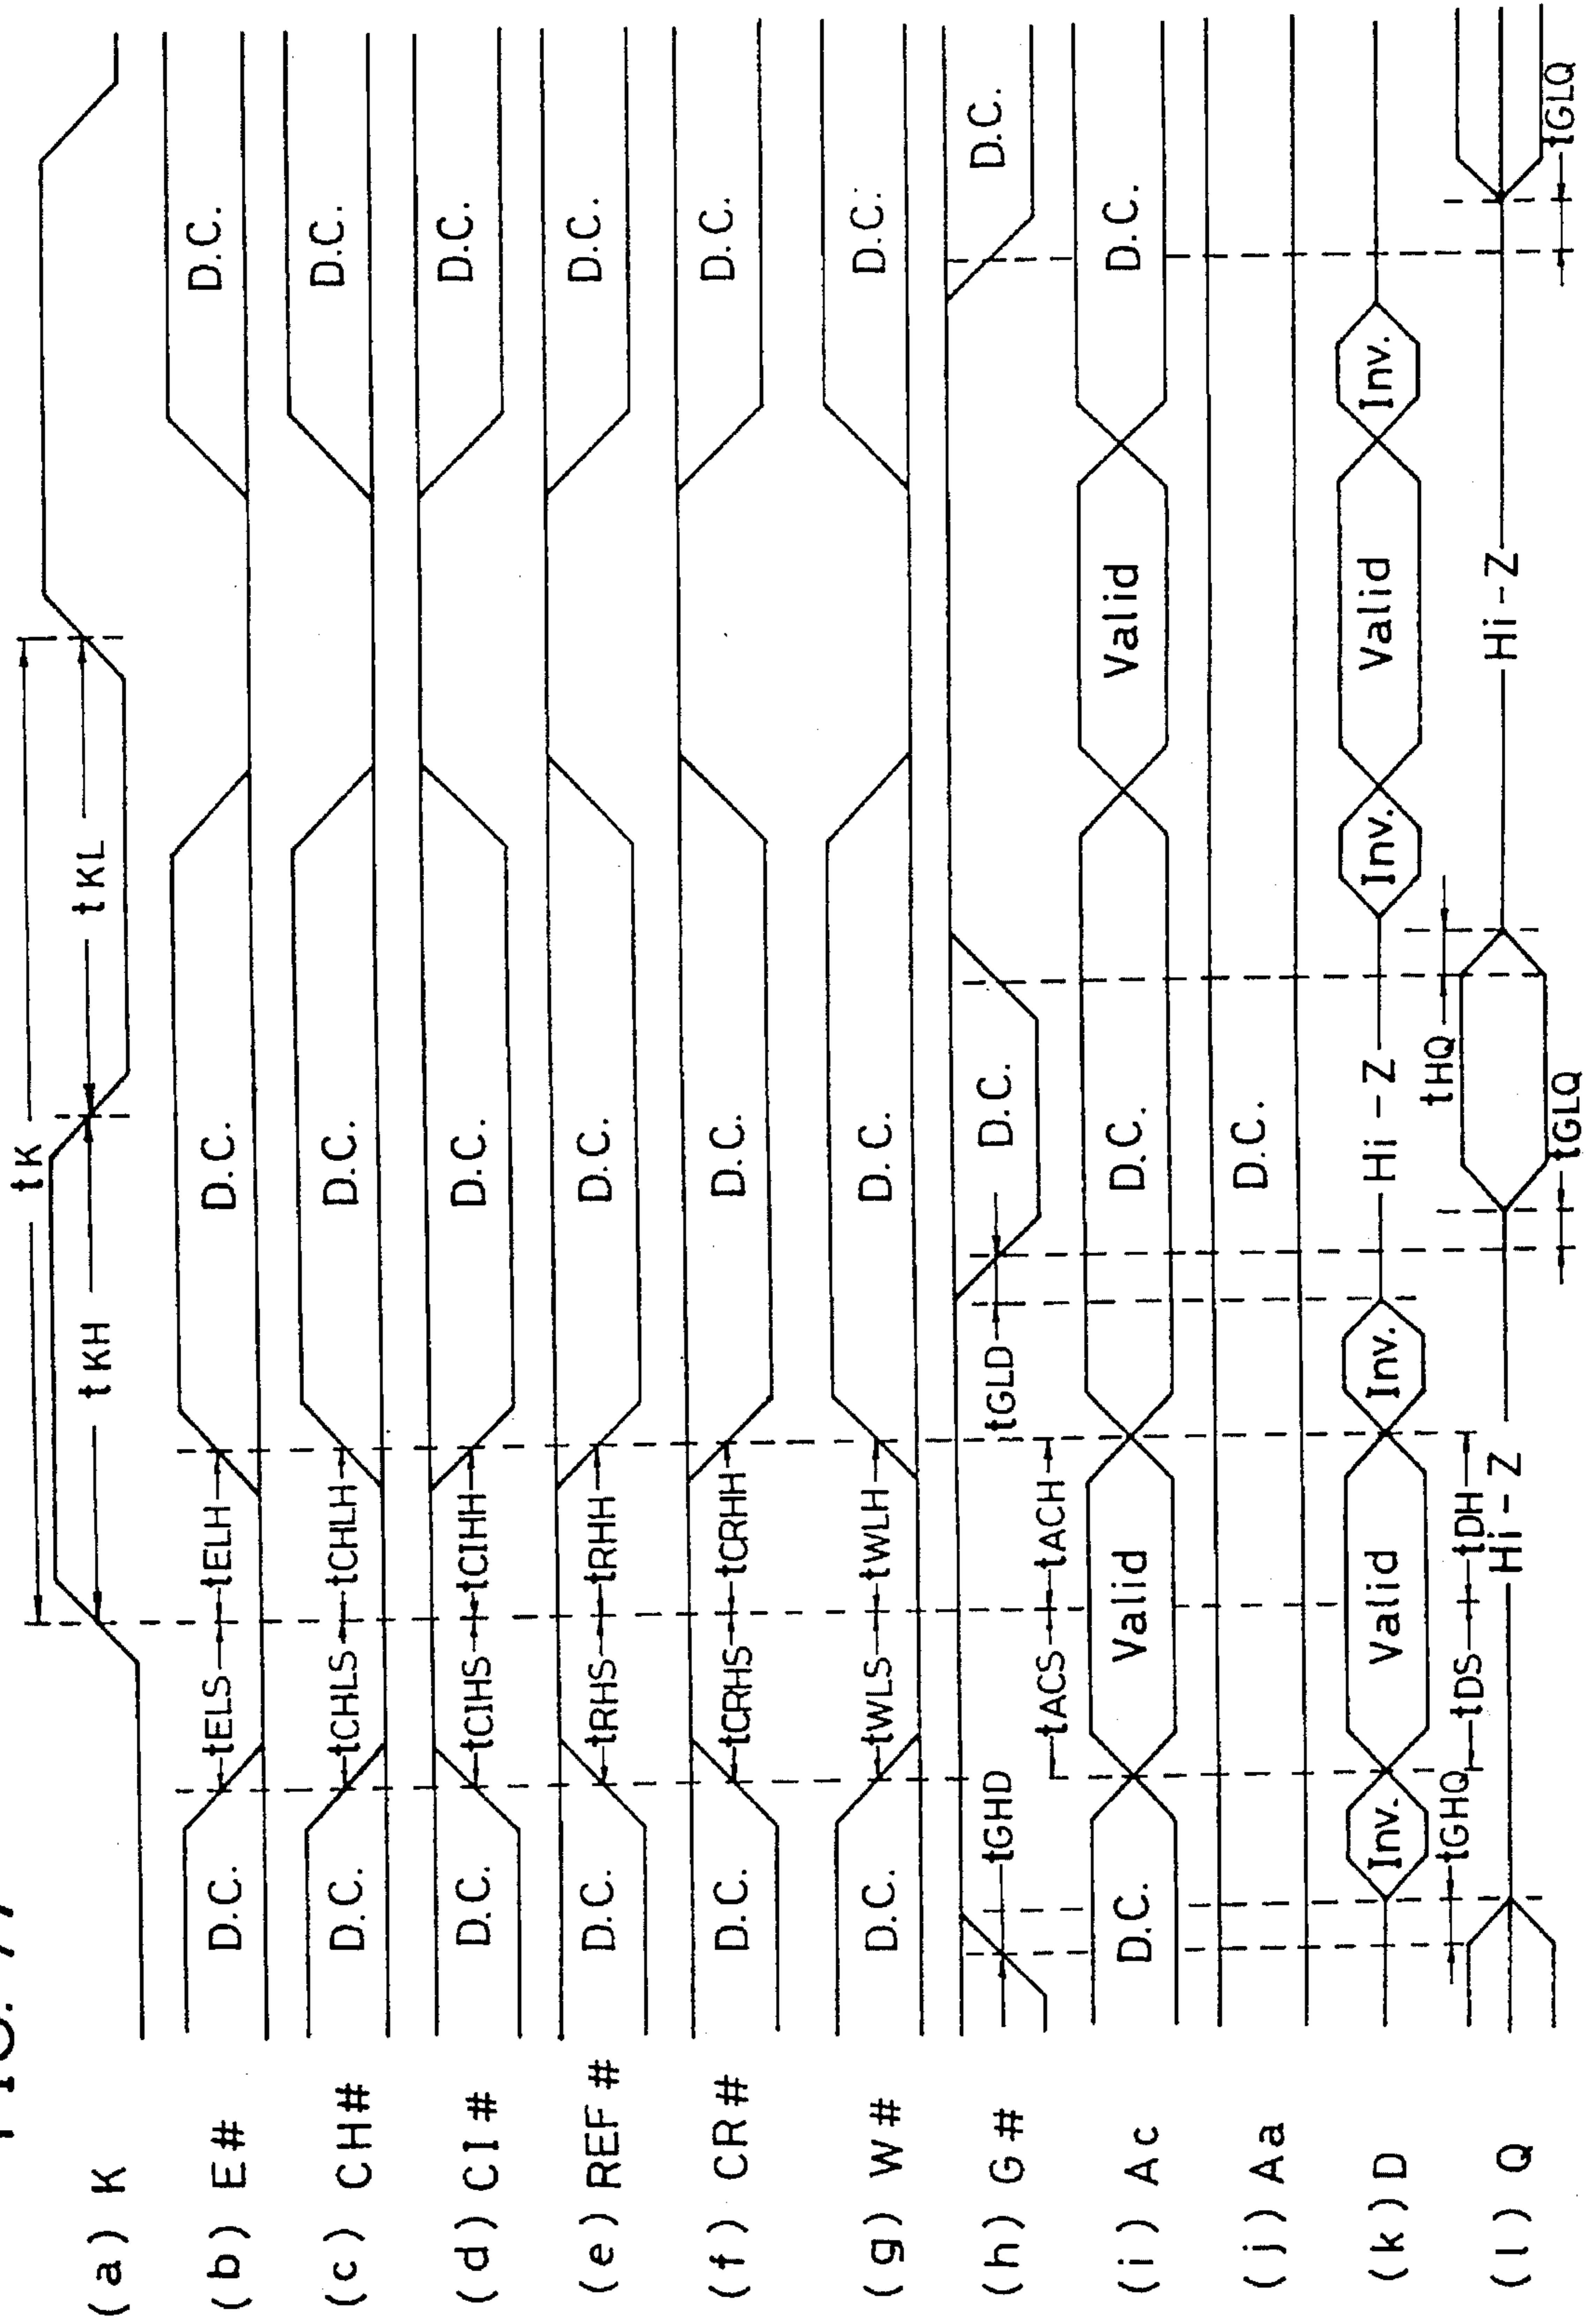 FIG. 77
(a) K
tK
tKH
tKL
(b) E#
D.C.
tELS
tELH
D.C.
D.C.
(c) CH#
D.C.
tCHLS
tCHLH
D.C.
D.C.
(d) CI#
D.C.
tCIHS
tCIHH
D.C.
D.C.
(e) REF#
D.C.
tRHS
tRHH
D.C.
D.C.
(f) CR#
D.C.
tCRHS
tCRHH
D.C.
D.C.
(g) W#
D.C.
tWLS
tWLH
D.C.
D.C.
(h) G#
tGHD
tGLD
D.C.
D.C.
tACS
tACH
(i) Ac
D.C.
Valid
D.C.
Valid
D.C.
(j) Aa
D.C.
(k) D
Inv.
Valid
Inv.
Hi-Z
Inv.
Valid
Inv.
tGHQ
tDS
tDH
tHQ
(l) Q
Hi-Z
Hi-Z
tGLQ
tGLQ